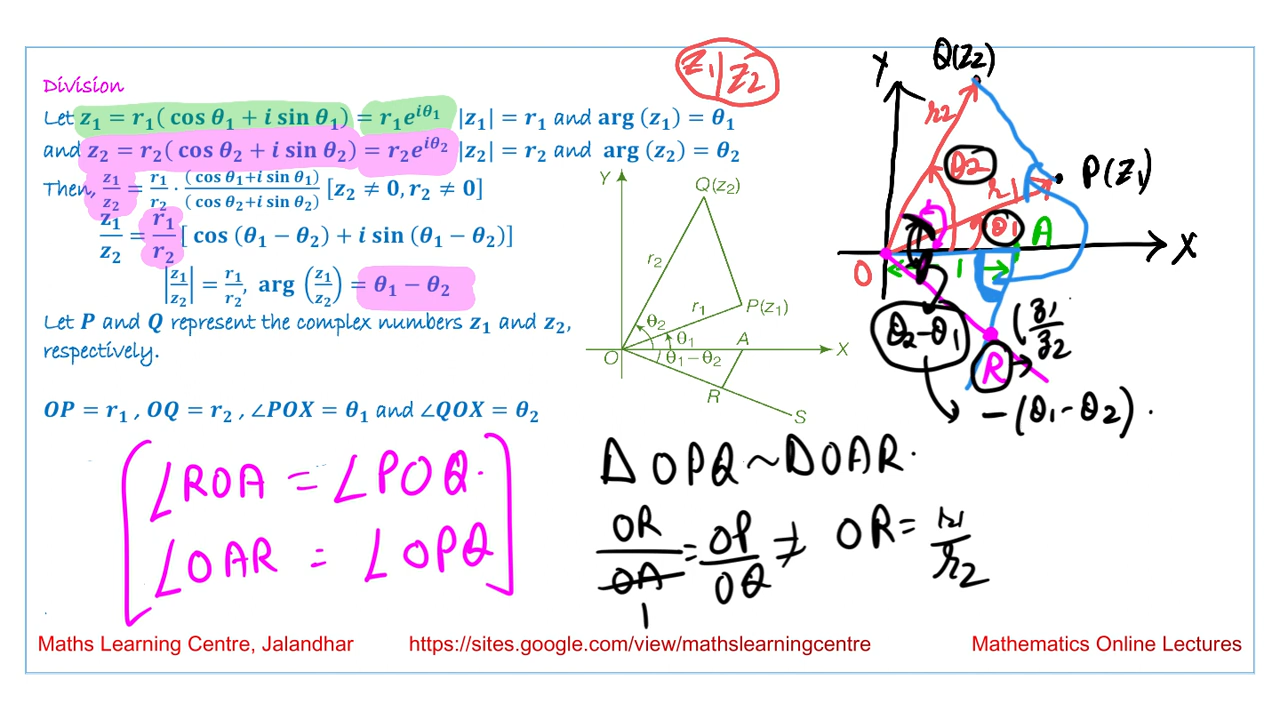 Division
Let z₁ = r₁( cos θ₁ + i sin θ₁) = r₁e^{iθ₁} |z₁| = r₁ and arg (z₁) = θ₁
and z₂ = r₂( cos θ₂ + i sin θ₂) = r₂e^{iθ₂} |z₂| = r₂ and arg (z₂) = θ₂
Then, z₁/z₂ = r₁/r₂ · ( cos θ₁+i sin θ₁)/( cos θ₂+i sin θ₂) [z₂ ≠ 0, r₂ ≠ 0]
z₁/z₂ = r₁/r₂ [ cos (θ₁ − θ₂) + i sin (θ₁ − θ₂)]
|z₁/z₂| = r₁/r₂, arg (z₁/z₂) = θ₁ − θ₂
Let P and Q represent the complex numbers z₁ and z₂,
respectively.
OP = r₁ , OQ = r₂ , ∠POX = θ₁ and ∠QOX = θ₂
∠ROA = ∠POQ.
∠OAR = ∠OPQ
Y
Q(z₂)
r₂
r₁
P(z₁)
θ₂
θ₁
A
X
O
θ₁−θ₂
R
S
z₁/z₂
Y
Q(z₂)
r₂
θ₂
r₁
P(z₁)
θ₁
A
X
O
1
θ₂-θ₁
(z₁/z₂
R
-(θ₁-θ₂).
Δ OPQ ~ Δ OAR.
OR/OA = OP/OQ ⇒ OR = r₁/r₂
1
Maths Learning Centre, Jalandhar
https://sites.google.com/view/mathslearningcentre
Mathematics Online Lectures